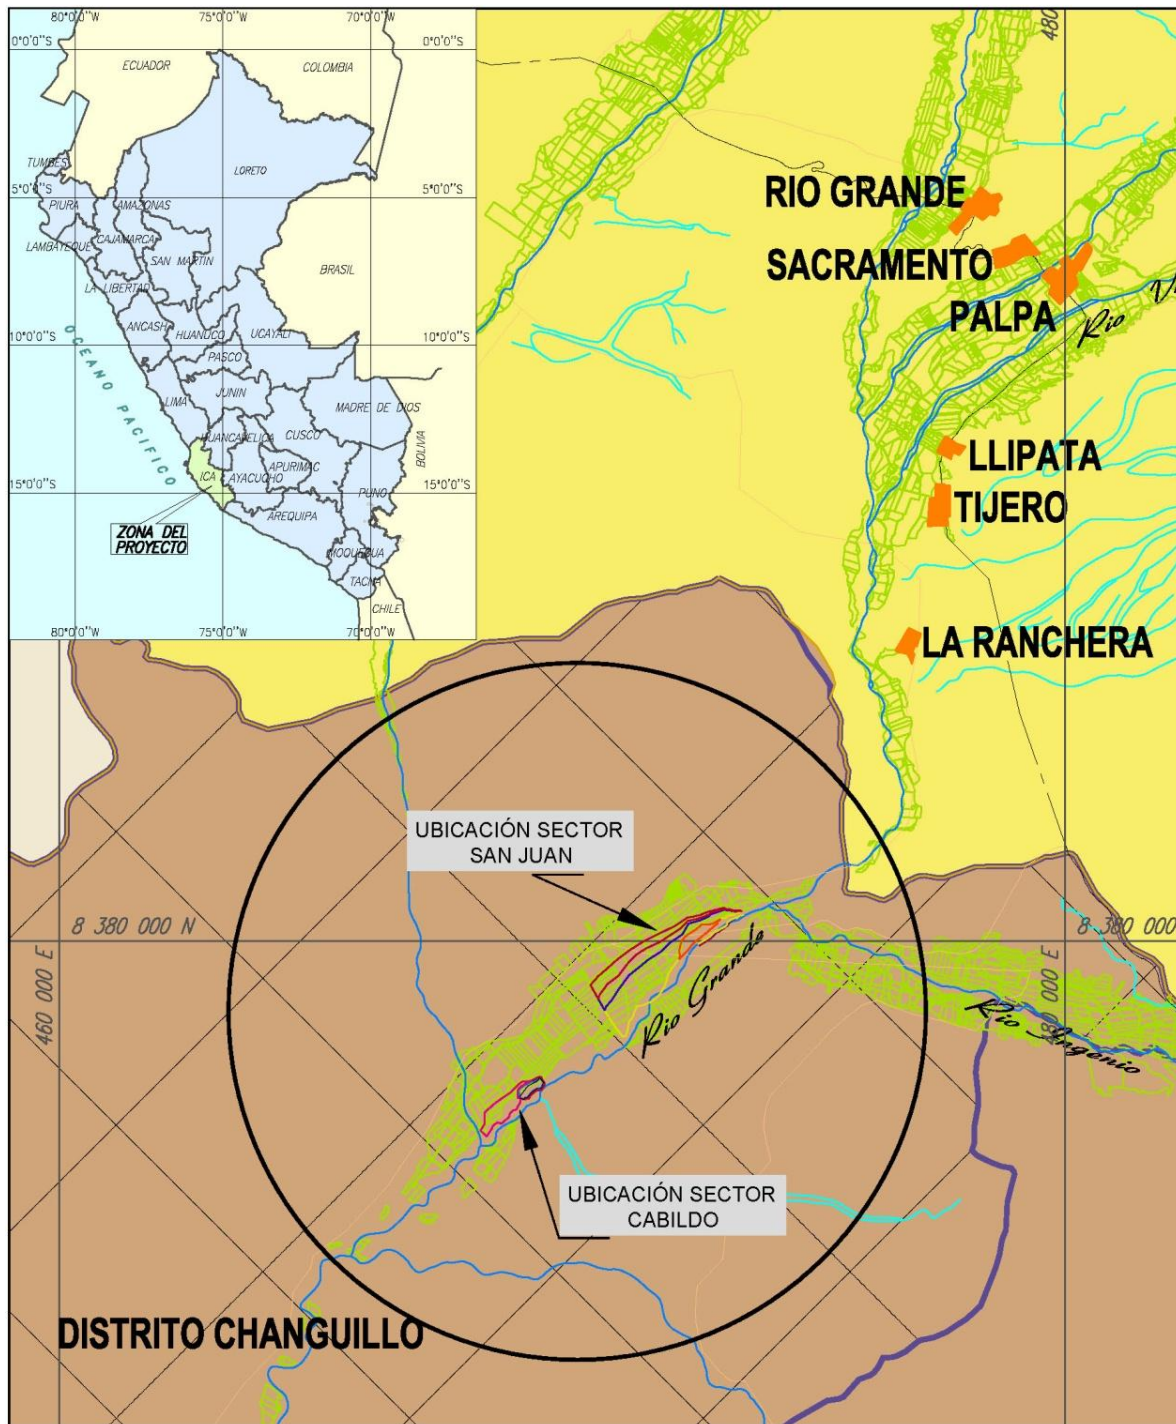 80°0'0"W
75°0'0"W
70°0'0"W
0°0'0"S
0°0'0"S
ECUADOR
COLOMBIA
TUMBES
LORETO
5°0'0"S
5°0'0"S
PIURA
AMAZONAS
LAMBAYEQUE
CAJAMARCA
SAN MARTIN
BRASIL
LA LIBERTAD
ANCASH
HUANUCO
UCAYALI
10°0'0"S
10°0'0"S
PASCO
OCEANO PACIFICO
LIMA
JUNIN
MADRE DE DIOS
HUANCAVELICA
CUSCO
BOLIVIA
APURIMAC
ICA
AYACUCHO
15°0'0"S
15°0'0"S
PUNO
AREQUIPA
ZONA DEL
PROYECTO
MOQUEGUA
TACNA
CHILE
80°0'0"W
75°0'0"W
70°0'0"W
480
RIO GRANDE
SACRAMENTO
PALPA
Rio
LLIPATA
TIJERO
LA RANCHERA
UBICACIÓN SECTOR
SAN JUAN
8 380 000 N
8 380 000
460 000 E
480 000 E
Rio Grande
Rio Ingenio
UBICACIÓN SECTOR
CABILDO
DISTRITO CHANGUILLO